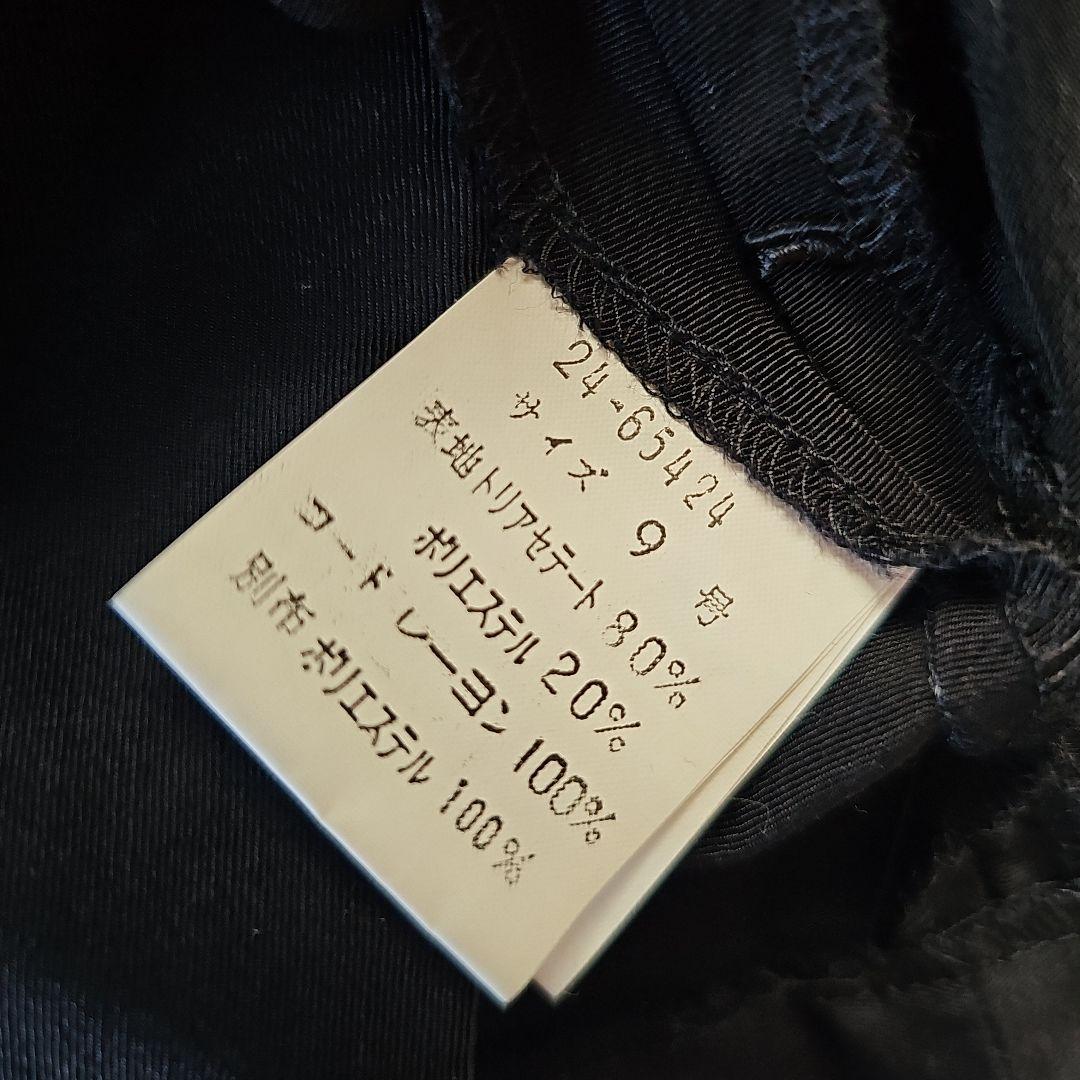 24-65424
サイズ 9 号
表地 トリアセテート 80%
ポリエステル 20%
コード レーヨン 100%
別布 ポリエステル 100%